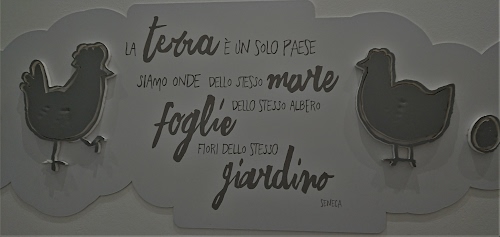 LA terra È UN SOLO PAESE
SIAMO ONDE DELLO STESSO mare
foglie DELLO STESSO ALBERO
FIORI DELLO STESSO
giardino
SENECA